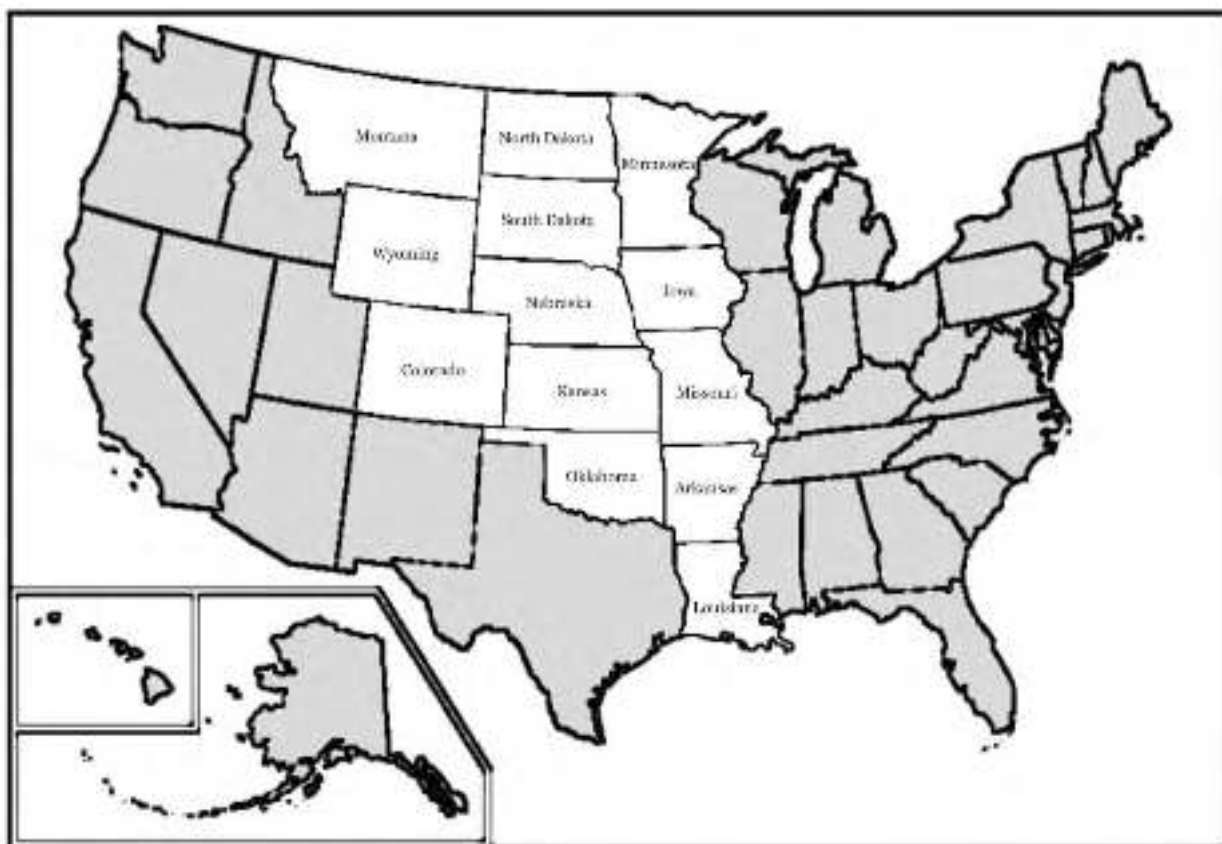 Montana
North Dakota
Minnesota
South Dakota
Wyoming
Nebraska
Iowa
Colorado
Kansas
Missouri
Oklahoma
Arkansas
Louisiana